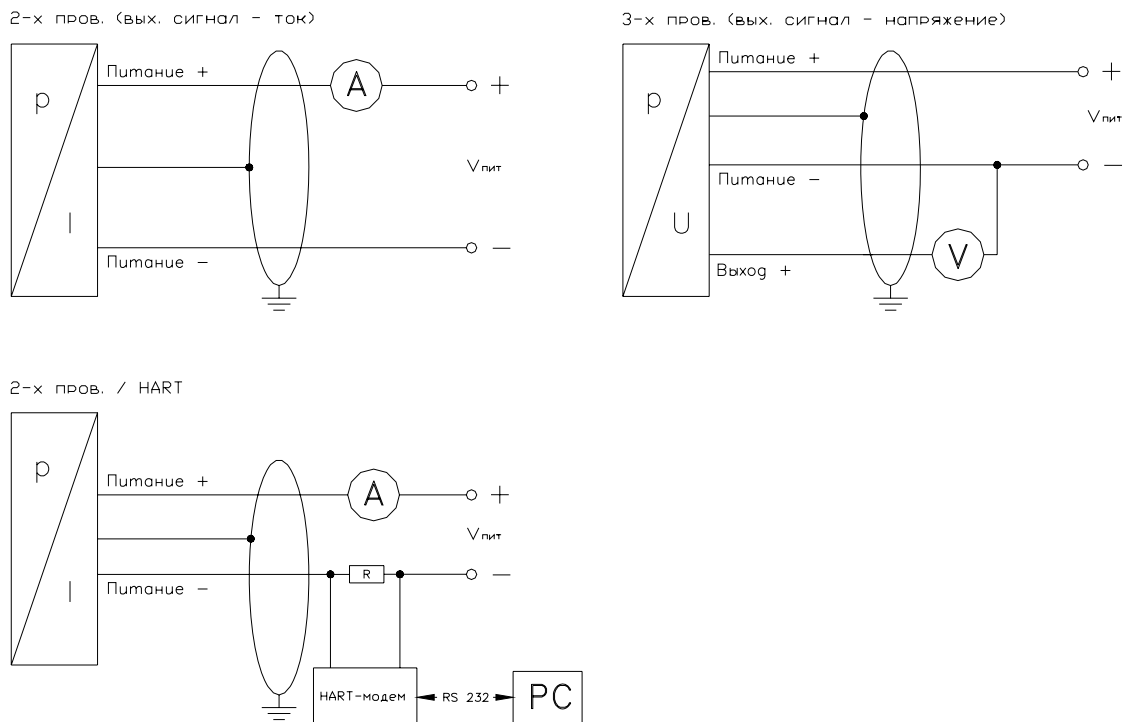 2-х пров. (вых. сигнал - ток)
p
I
Питание +
A
+
Vпит
Питание -
-
3-х пров. (вых. сигнал - напряжение)
p
U
Питание +
+
Vпит
Питание -
-
Выход +
V
2-х пров. / HART
p
I
Питание +
A
+
Vпит
Питание -
R
-
HART-модем
RS 232
PC